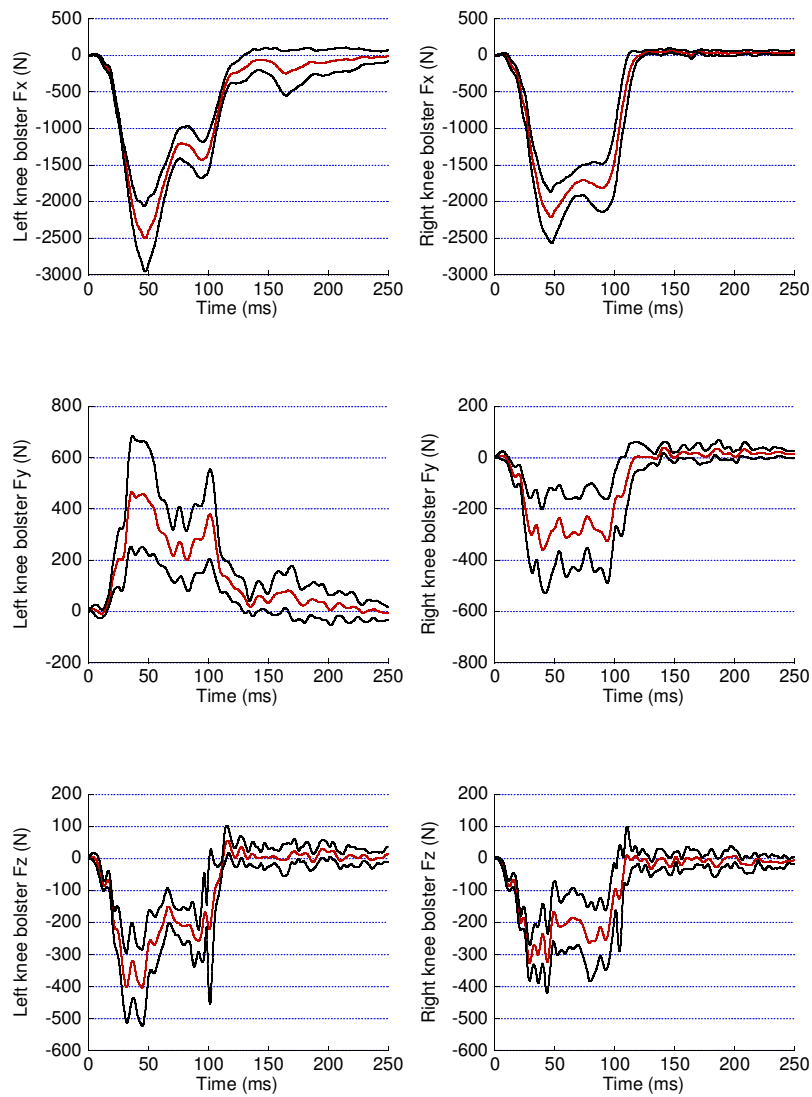 Left knee bolster Fx (N)
500
0
-500
-1000
-1500
-2000
-2500
-3000
0 50 100 150 200 250
Time (ms)
Right knee bolster Fx (N)
500
0
-500
-1000
-1500
-2000
-2500
-3000
0 50 100 150 200 250
Time (ms)
Left knee bolster Fy (N)
800
600
400
200
0
-200
0 50 100 150 200 250
Time (ms)
Right knee bolster Fy (N)
200
0
-200
-400
-600
-800
0 50 100 150 200 250
Time (ms)
Left knee bolster Fz (N)
200
100
0
-100
-200
-300
-400
-500
-600
0 50 100 150 200 250
Time (ms)
Right knee bolster Fz (N)
200
100
0
-100
-200
-300
-400
-500
-600
0 50 100 150 200 250
Time (ms)